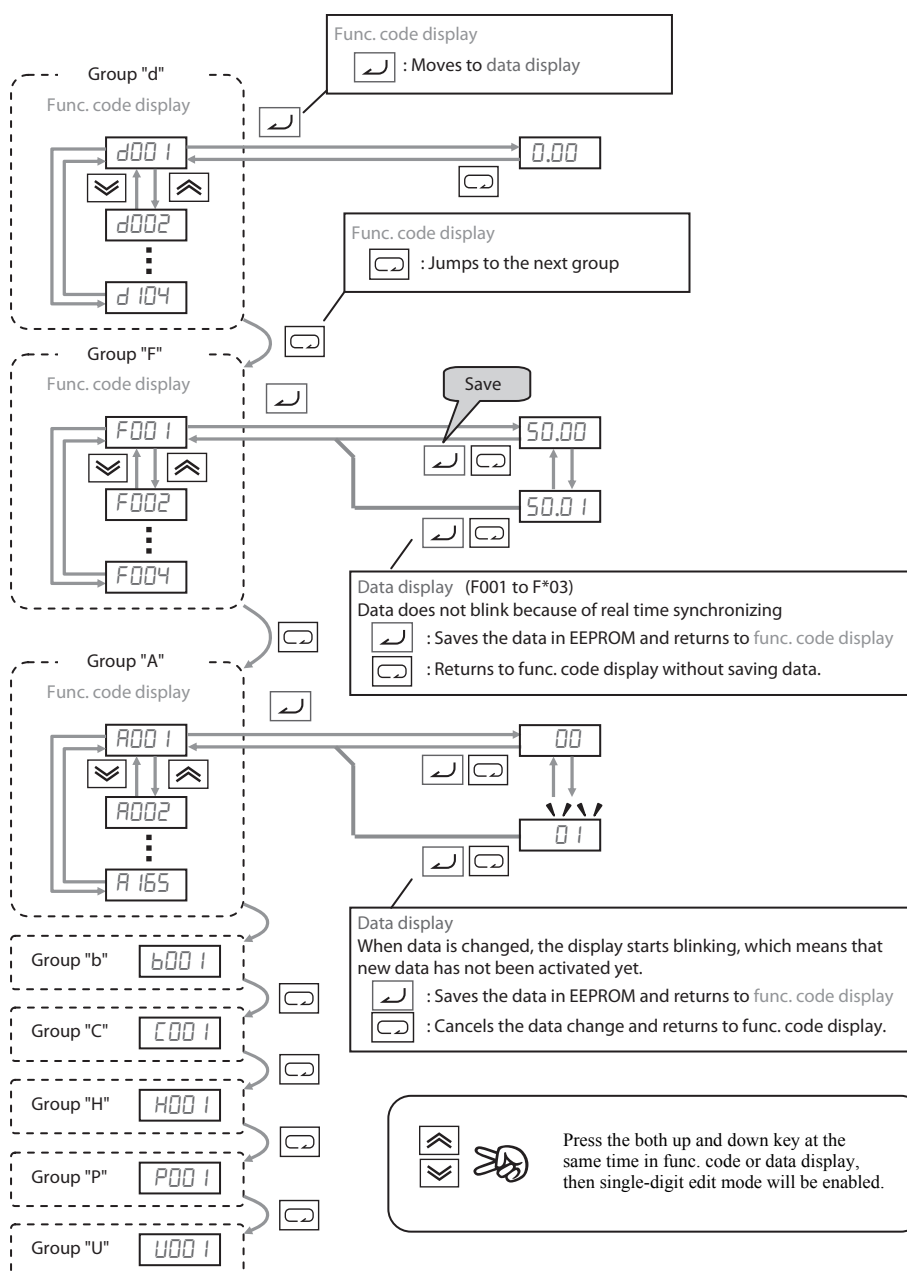 Func. code display
: Moves to data display
Group "d"
Func. code display
d001
0.00
d002
d104
Func. code display
: Jumps to the next group
Group "F"
Func. code display
Save
F001
50.00
F002
50.01
F004
Data display (F001 to F*03)
Data does not blink because of real time synchronizing
: Saves the data in EEPROM and returns to func. code display
: Returns to func. code display without saving data.
Group "A"
Func. code display
A001
00
A002
01
A165
Data display
When data is changed, the display starts blinking, which means that
new data has not been activated yet.
: Saves the data in EEPROM and returns to func. code display
: Cancels the data change and returns to func. code display.
Group "b" b001
Group "C" C001
Group "H" H001
Group "P" P001
Group "U" U001
Press the both up and down key at the
same time in func. code or data display,
then single-digit edit mode will be enabled.